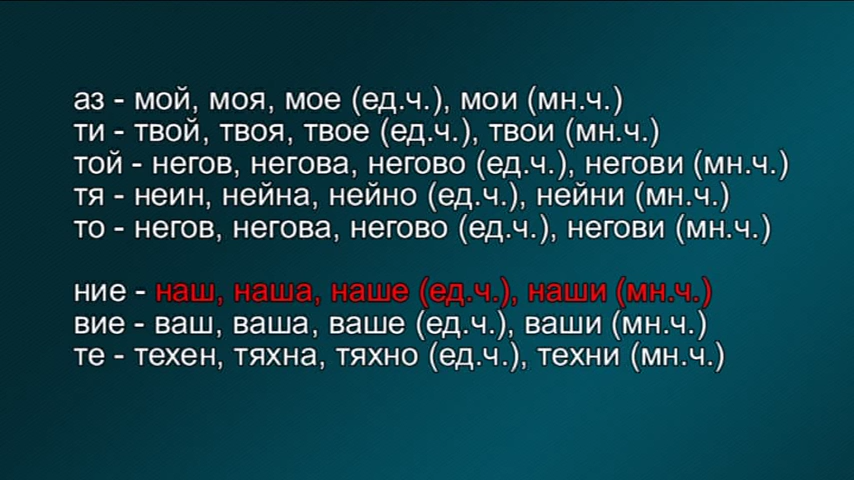 аз - мой, моя, мое (ед.ч.), мои (мн.ч.)
ти - твой, твоя, твое (ед.ч.), твои (мн.ч.)
той - негов, негова, негово (ед.ч.), негови (мн.ч.)
тя - неин, нейна, нейно (ед.ч.), нейни (мн.ч.)
то - негов, негова, негово (ед.ч.), негови (мн.ч.)
ние - наш, наша, наше (ед.ч.), наши (мн.ч.)
вие - ваш, ваша, ваше (ед.ч.), ваши (мн.ч.)
те - техен, тяхна, тяхно (ед.ч.), техни (мн.ч.)